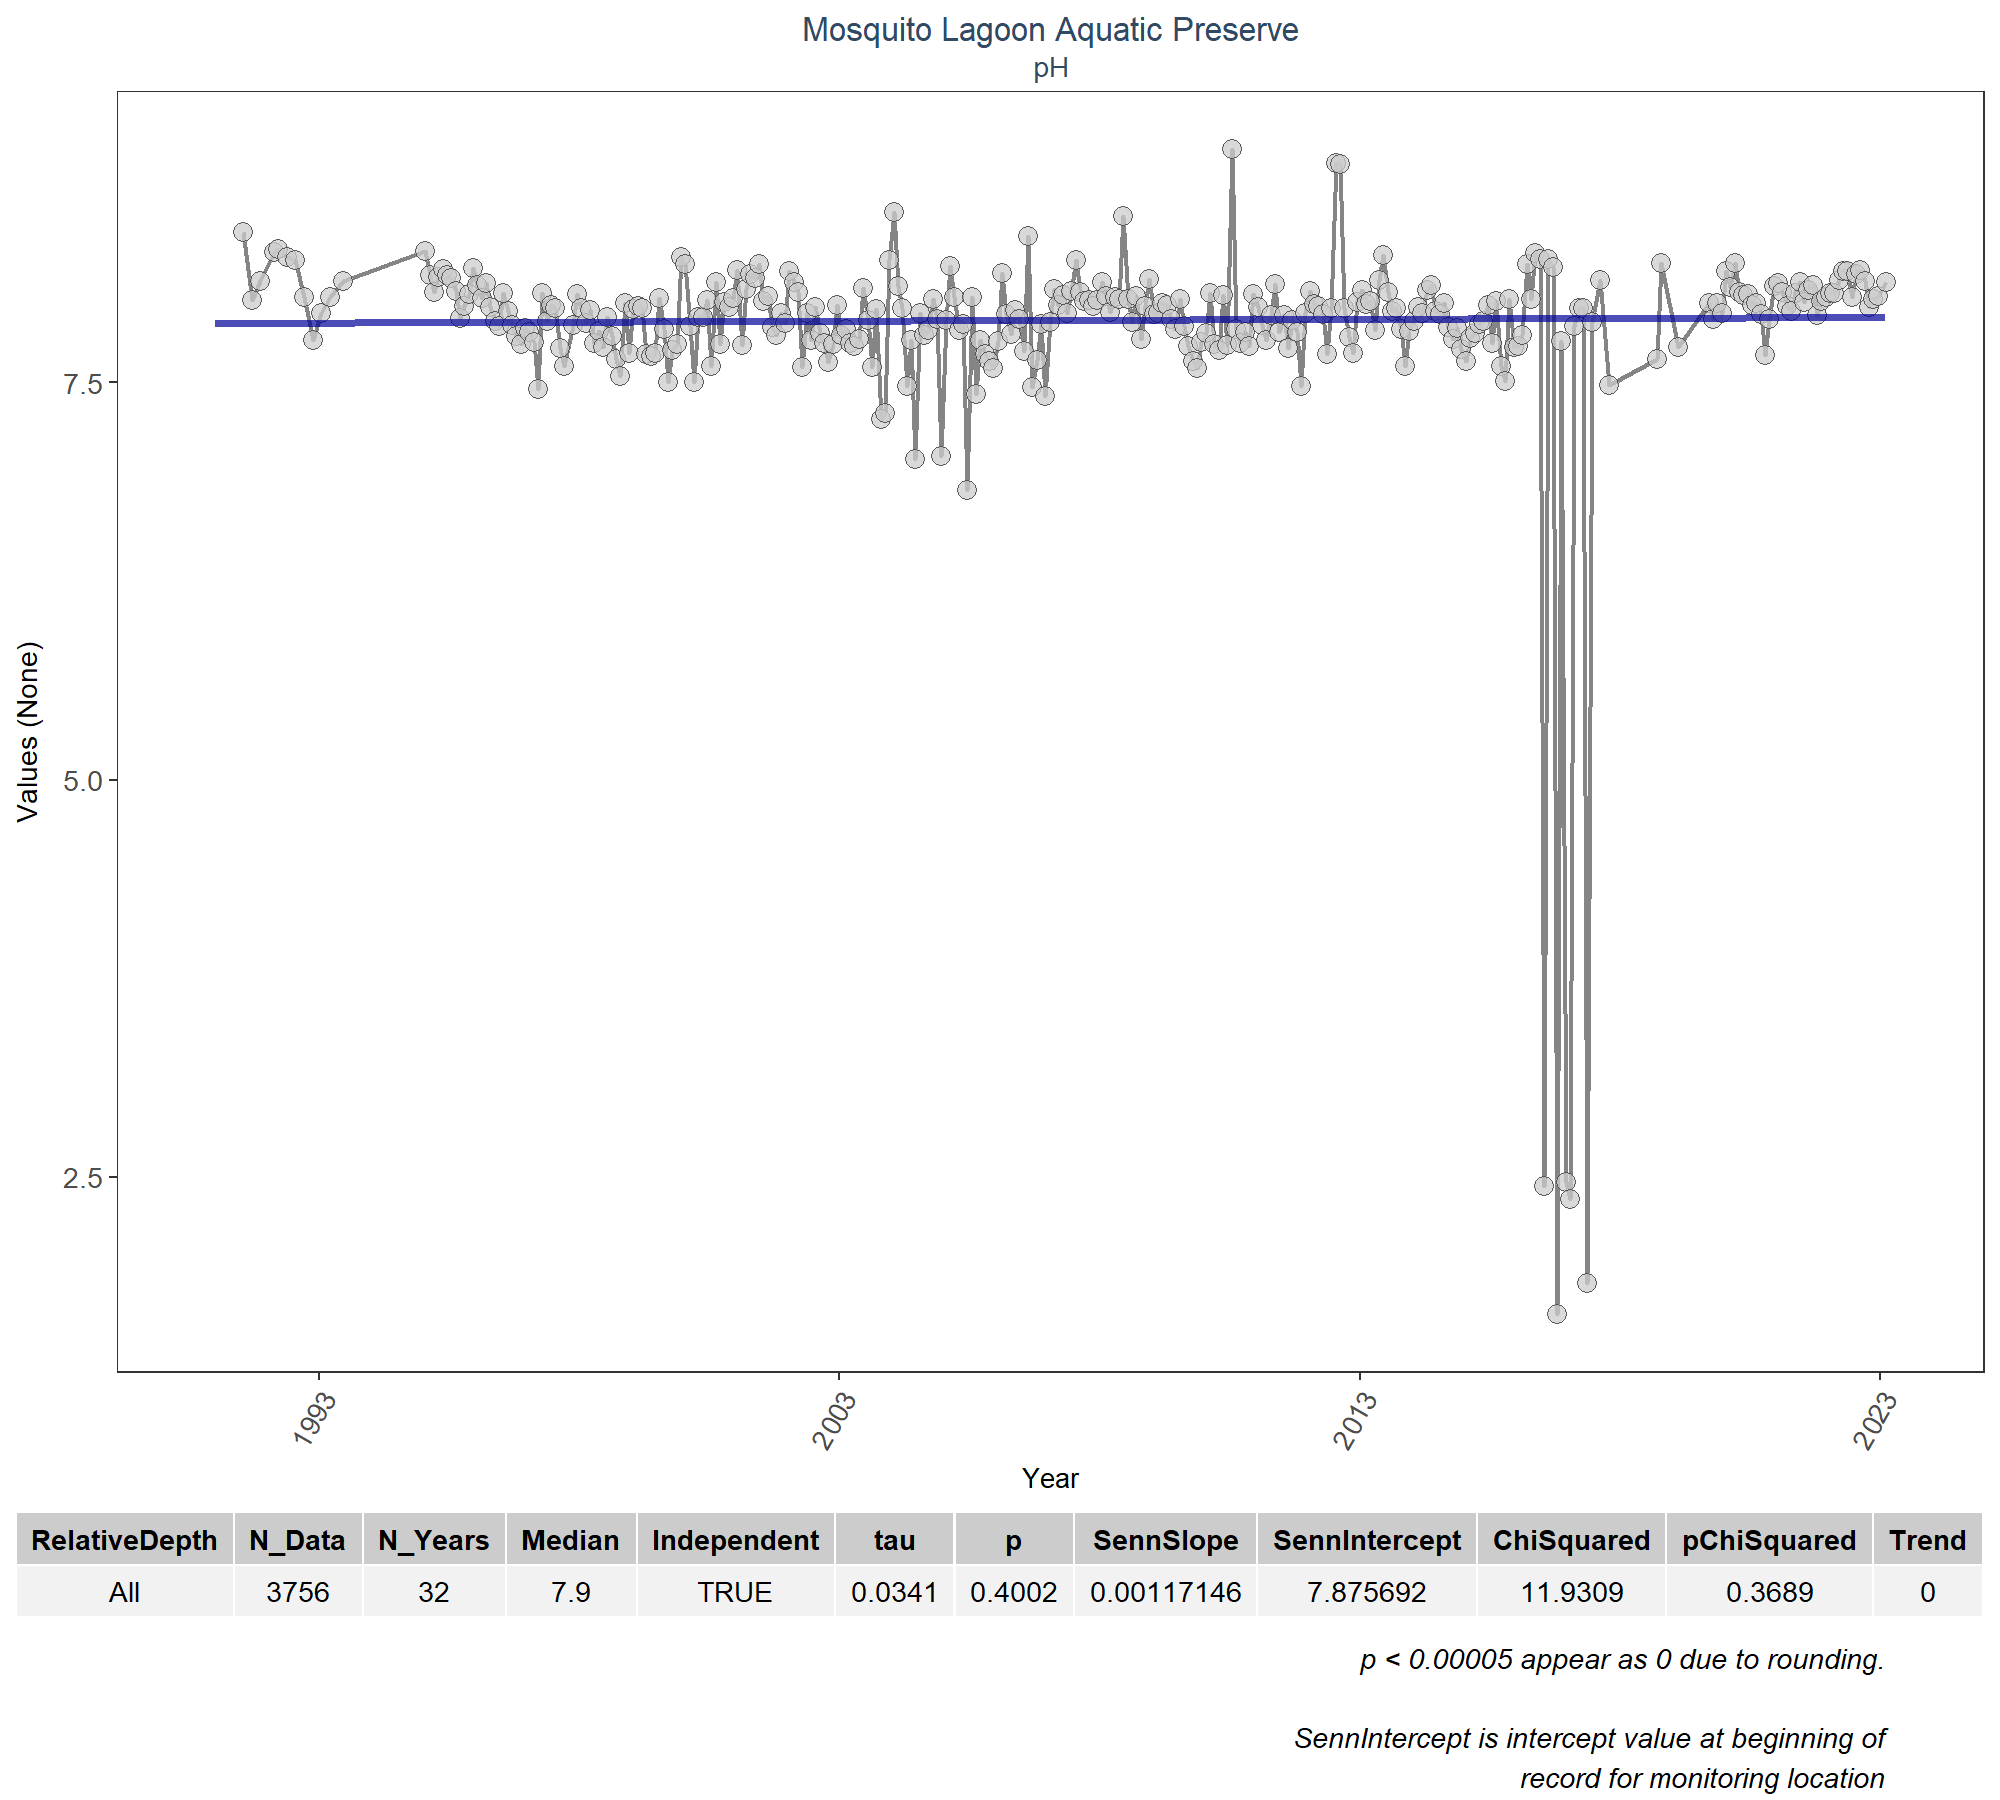 Mosquito Lagoon Aquatic Preserve
pH
7.5
5.0
2.5
Values (None)
1993 2003 2013 2023
Year
RelativeDepth N_Data N_Years Median Independent tau p SennSlope SennIntercept ChiSquared pChiSquared Trend
All 3756 32 7.9 TRUE 0.0341 0.4002 0.00117146 7.875692 11.9309 0.3689 0
p < 0.00005 appear as 0 due to rounding.
SennIntercept is intercept value at beginning of
record for monitoring location